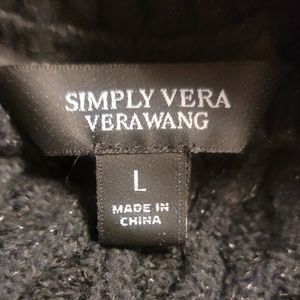 SIMPLY VERA
VERAWANG
L
MADE IN
CHINA